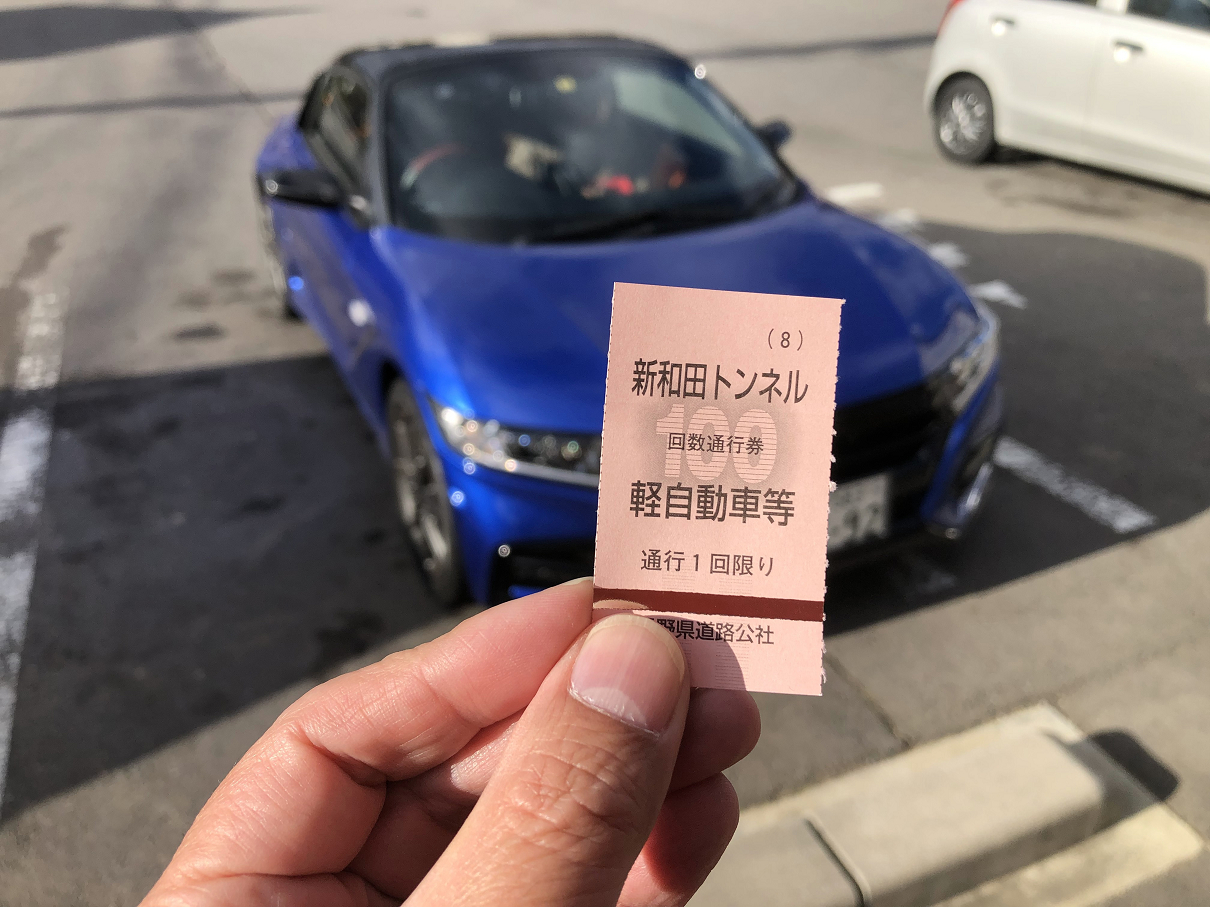 (8)
新和田トンネル
100
回数通行券
軽自動車等
通行1回限り
野県道路公社